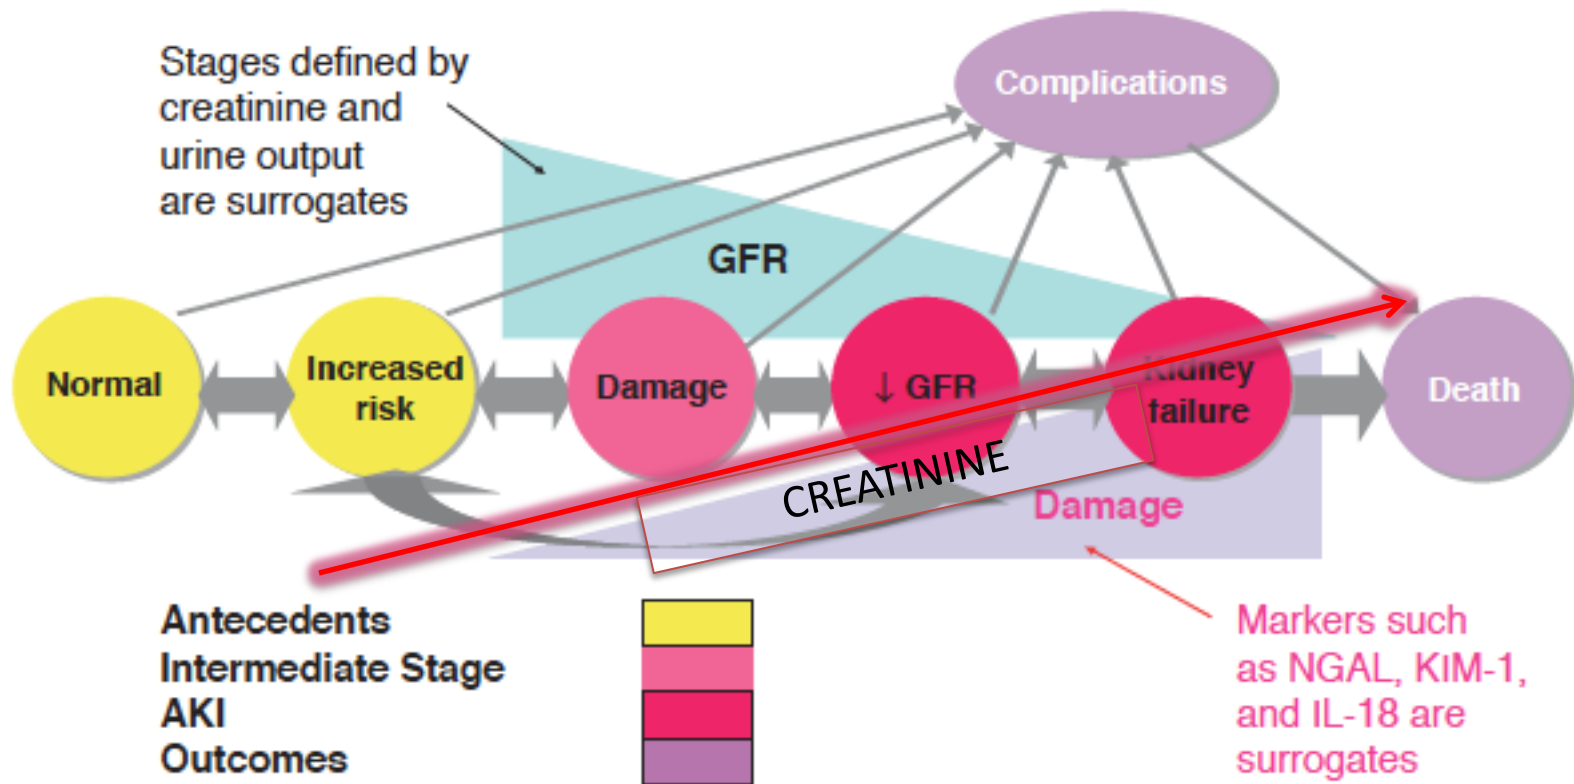 Stages defined by
creatinine and
urine output
are surrogates
Complications
GFR
Normal
Increased
risk
Damage
↓ GFR
Kidney
failure
Death
CREATININE
Damage
Antecedents
Intermediate Stage
AKI
Outcomes
Markers such
as NGAL, KIM-1,
and IL-18 are
surrogates